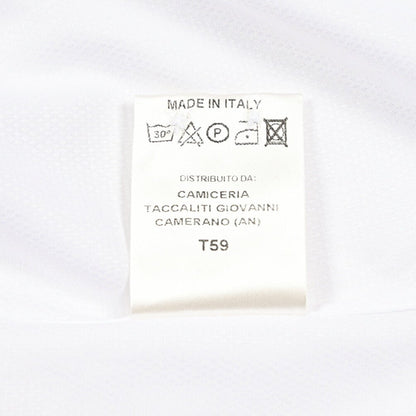 MADE IN ITALY
30° P
DISTRIBUITO DA:
CAMICERIA
TACCALITI GIOVANNI
CAMERANO (AN)
T59